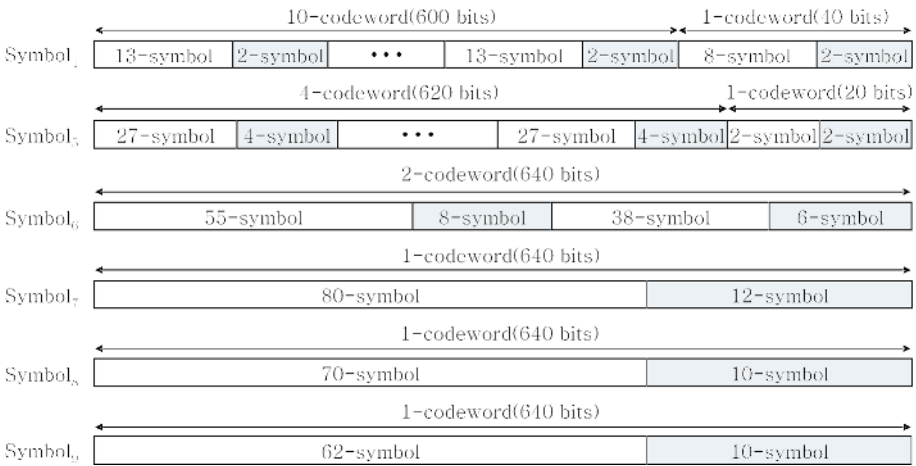 10-codeword(600 bits) 1-codeword(40 bits)
Symbol₄ 13-symbol 2-symbol ••• 13-symbol 2-symbol 8-symbol 2-symbol
4-codeword(620 bits) 1-codeword(20 bits)
Symbol₅ 27-symbol 4-symbol ••• 27-symbol 4-symbol 2-symbol 2-symbol
2-codeword(640 bits)
Symbol₆ 55-symbol 8-symbol 38-symbol 6-symbol
1-codeword(640 bits)
Symbol₇ 80-symbol 12-symbol
1-codeword(640 bits)
Symbol₈ 70-symbol 10-symbol
1-codeword(640 bits)
Symbol₉ 62-symbol 10-symbol